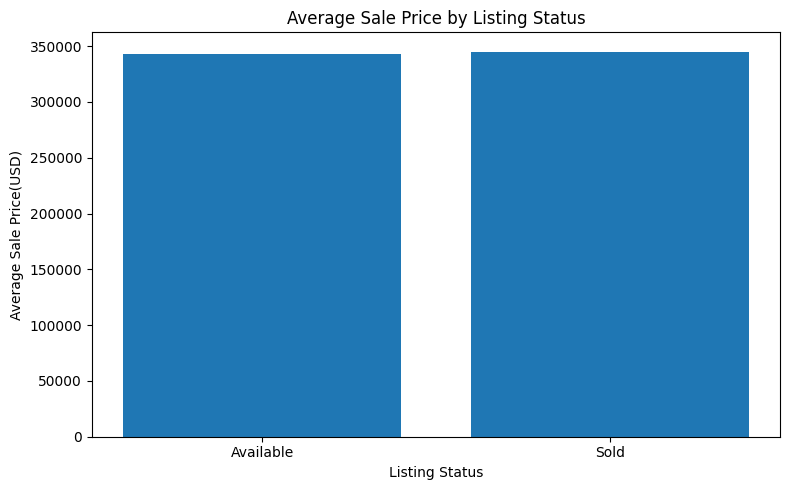 Average Sale Price by Listing Status
Average Sale Price(USD)
350000
300000
250000
200000
150000
100000
50000
0
Available
Sold
Listing Status